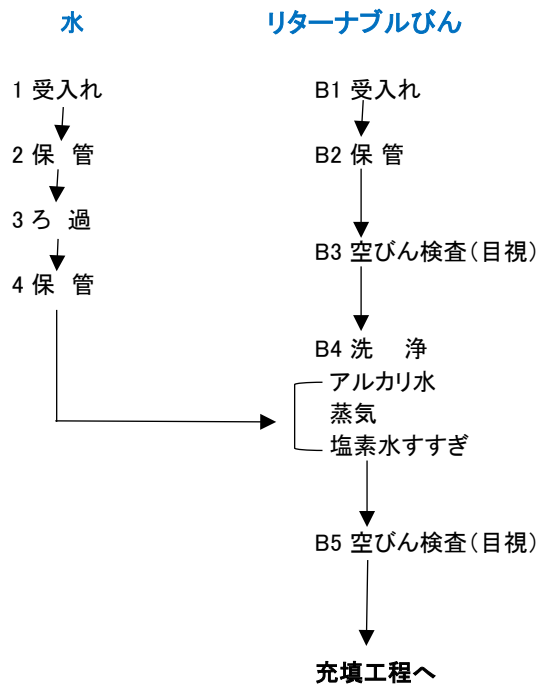 水
リターナブルびん
1 受入れ
2 保　管
3 ろ　過
4 保　管
B1 受入れ
B2 保 管
B3 空びん検査(目視)
B4 洗　浄
アルカリ水
蒸気
塩素水すすぎ
B5 空びん検査(目視)
充填工程へ